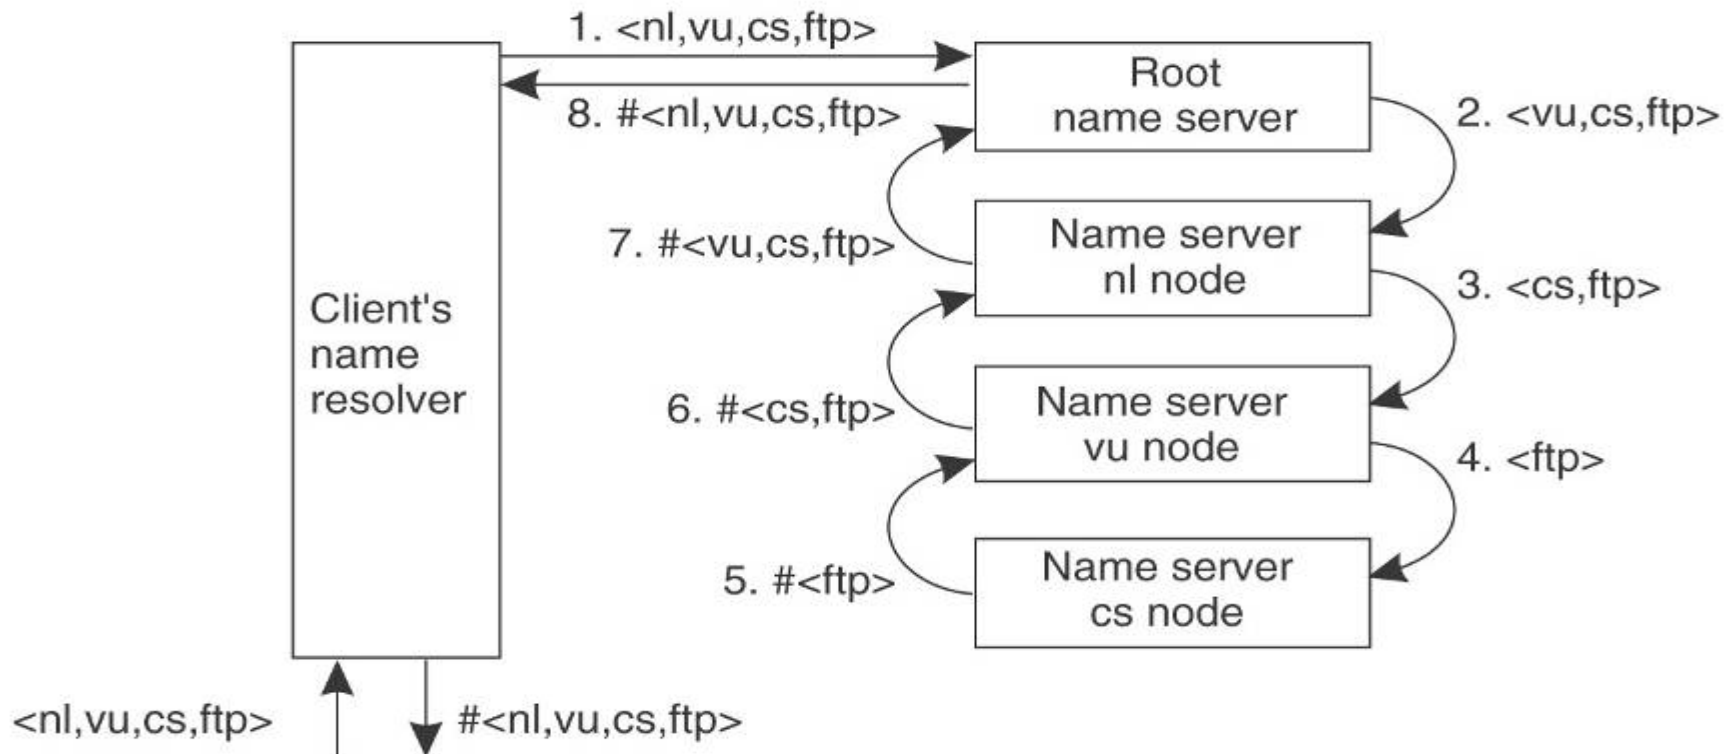 1. <nl,vu,cs,ftp>
Root
name server
8. #<nl,vu,cs,ftp>
2. <vu,cs,ftp>
Name server
nl node
7. #<vu,cs,ftp>
3. <cs,ftp>
Client's
name
resolver
Name server
vu node
6. #<cs,ftp>
4. <ftp>
Name server
cs node
5. #<ftp>
<nl,vu,cs,ftp>
#<nl,vu,cs,ftp>